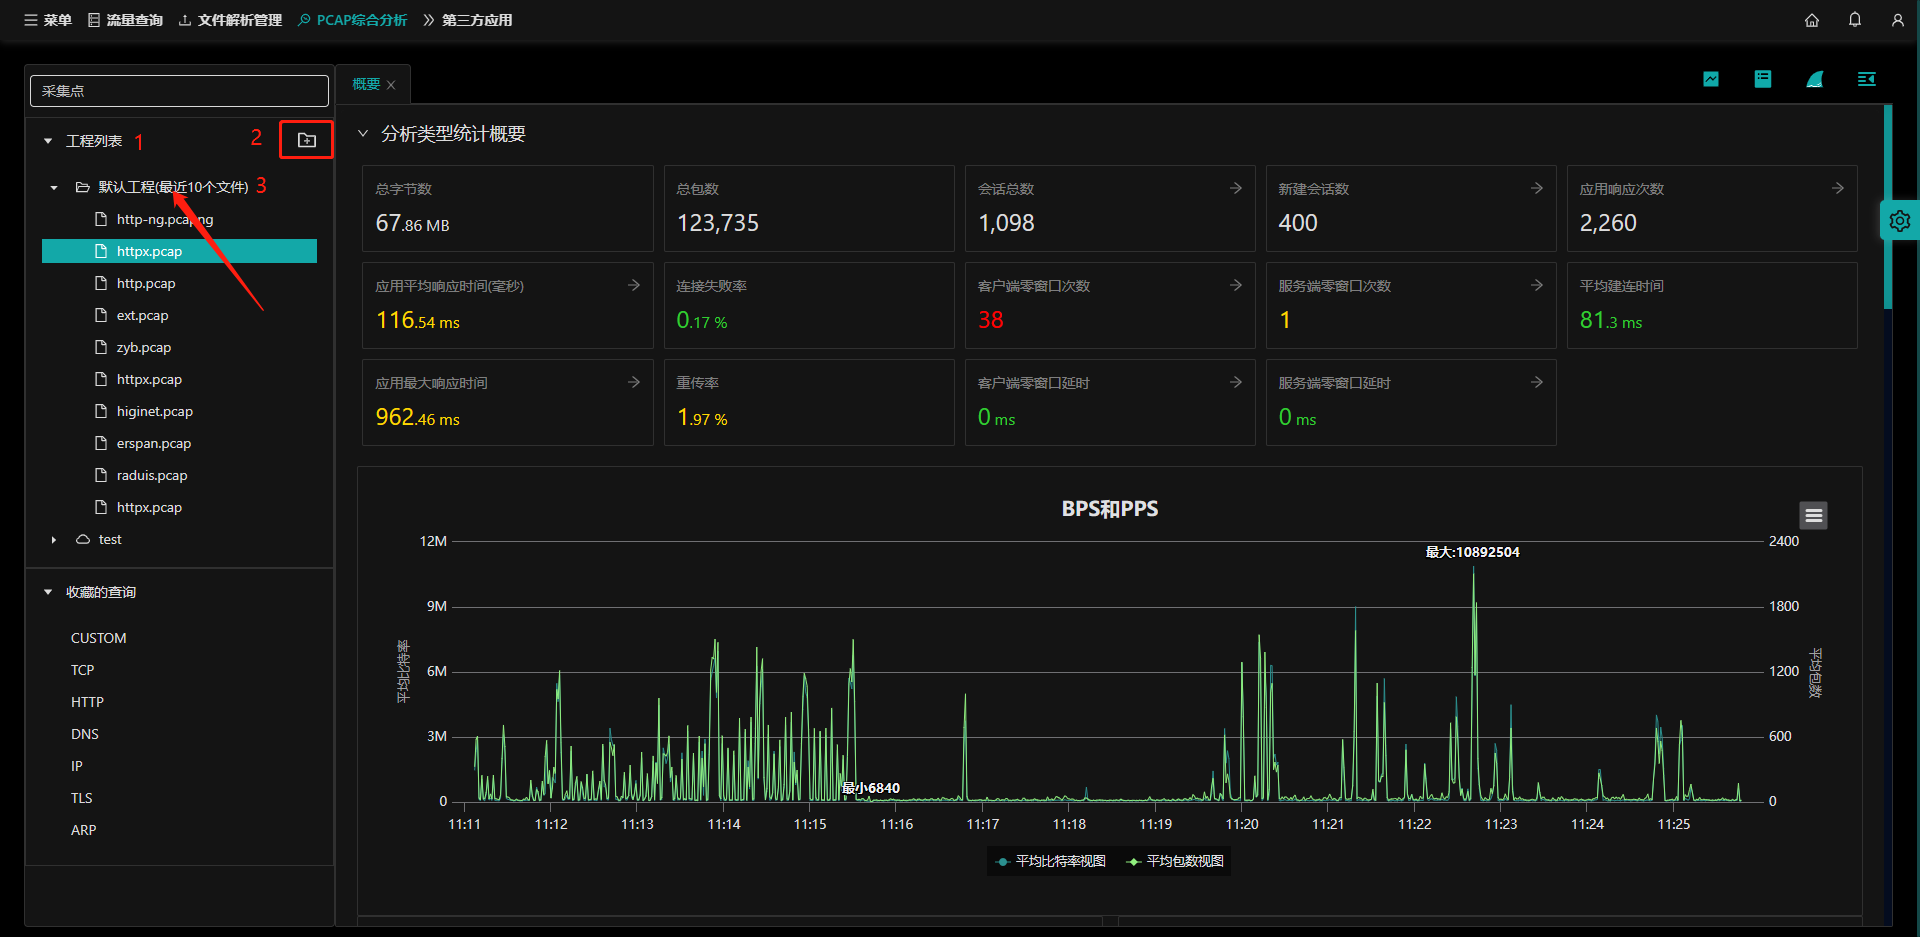 菜单 流量查询 文件解析管理 PCAP综合分析 第三方应用
采集点
工程列表 1 2
默认工程(最近10个文件) 3
http-ng.pcapng
httpx.pcap
http.pcap
ext.pcap
zyb.pcap
httpx.pcap
higinet.pcap
erspan.pcap
raduis.pcap
httpx.pcap
test
收藏的查询
CUSTOM
TCP
HTTP
DNS
IP
TLS
ARP
概要
分析类型统计概要
总字节数
67.86 MB
总包数
123,735
会话总数
1,098
新建会话数
400
应用响应次数
2,260
应用平均响应时间(毫秒)
116.54 ms
连接失败率
0.17 %
客户端零窗口次数
38
服务端零窗口次数
1
平均建连时间
81.3 ms
应用最大响应时间
962.46 ms
重传率
1.97 %
客户端零窗口延时
0 ms
服务端零窗口延时
0 ms
BPS和PPS
12M
9M
6M
3M
0
平均比特率
最大:10892504
最小6840
2400
1800
1200
600
0
平均包数
11:11 11:12 11:13 11:14 11:15 11:16 11:17 11:18 11:19 11:20 11:21 11:22 11:23 11:24 11:25
平均比特率视图 平均包数视图